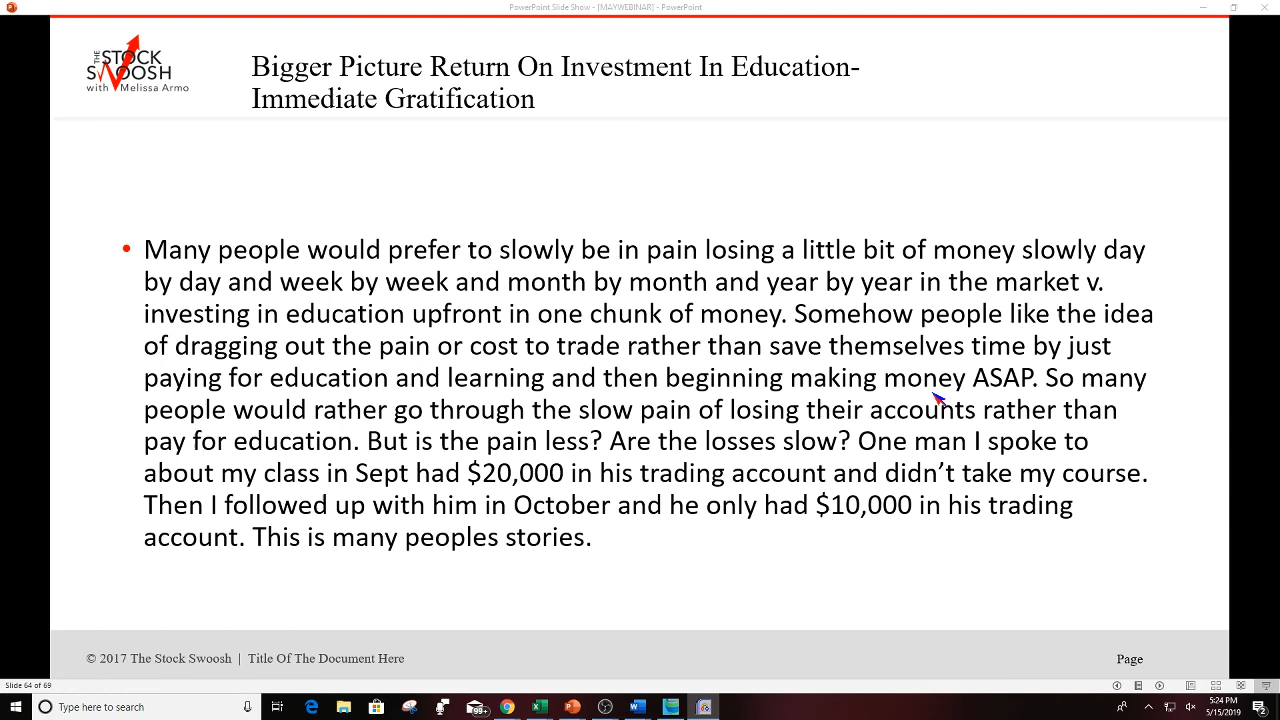 PowerPoint Slide Show - [MAYWEBINAR) - PowerPoint
THE
STOCK
SWOOSH
with Melissa Armo
Bigger Picture Return On Investment In Education-
Immediate Gratification
• Many people would prefer to slowly be in pain losing a little bit of money slowly day
by day and week by week and month by month and year by year in the market v.
investing in education upfront in one chunk of money. Somehow people like the idea
of dragging out the pain or cost to trade rather than save themselves time by just
paying for education and learning and then beginning making money ASAP. So many
people would rather go through the slow pain of losing their accounts rather than
pay for education. But is the pain less? Are the losses slow? One man I spoke to
about my class in Sept had $20,000 in his trading account and didn’t take my course.
Then I followed up with him in October and he only had $10,000 in his trading
account. This is many peoples stories.
© 2017 The Stock Swoosh | Title Of The Document Here
Page
Slide 64 of 69
Type here to search
99+
5:24 PM
5/15/2019
2